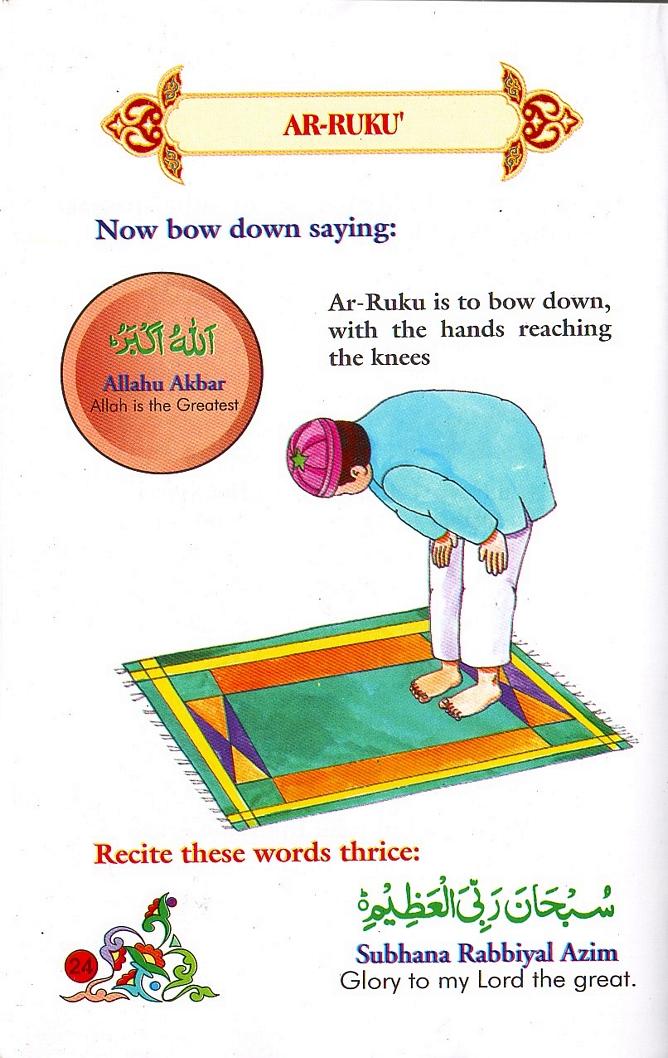 AR-RUKU'
Now bow down saying:
اَللّٰهُ اَكْبَرُ
Allahu Akbar
Allah is the Greatest
Ar-Ruku is to bow down,
with the hands reaching
the knees
Recite these words thrice:
سُبْحَانَ رَبِّيَ الْعَظِيْمِ
Subhana Rabbiyal Azim
Glory to my Lord the great.
24